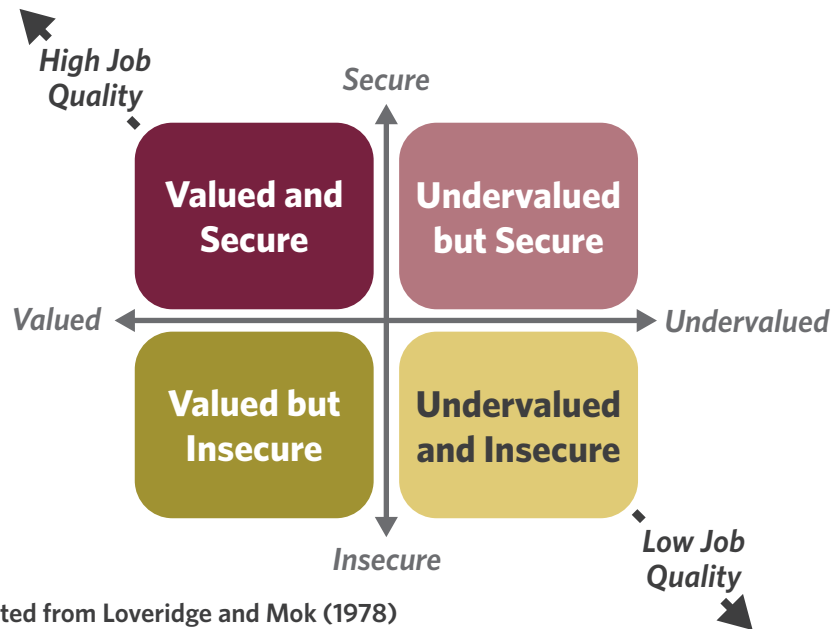 High Job
Quality
Secure
Valued and
Secure
Undervalued
but Secure
Valued
Undervalued
Valued but
Insecure
Undervalued
and Insecure
Insecure
Low Job
Quality
ted from Loveridge and Mok (1978)